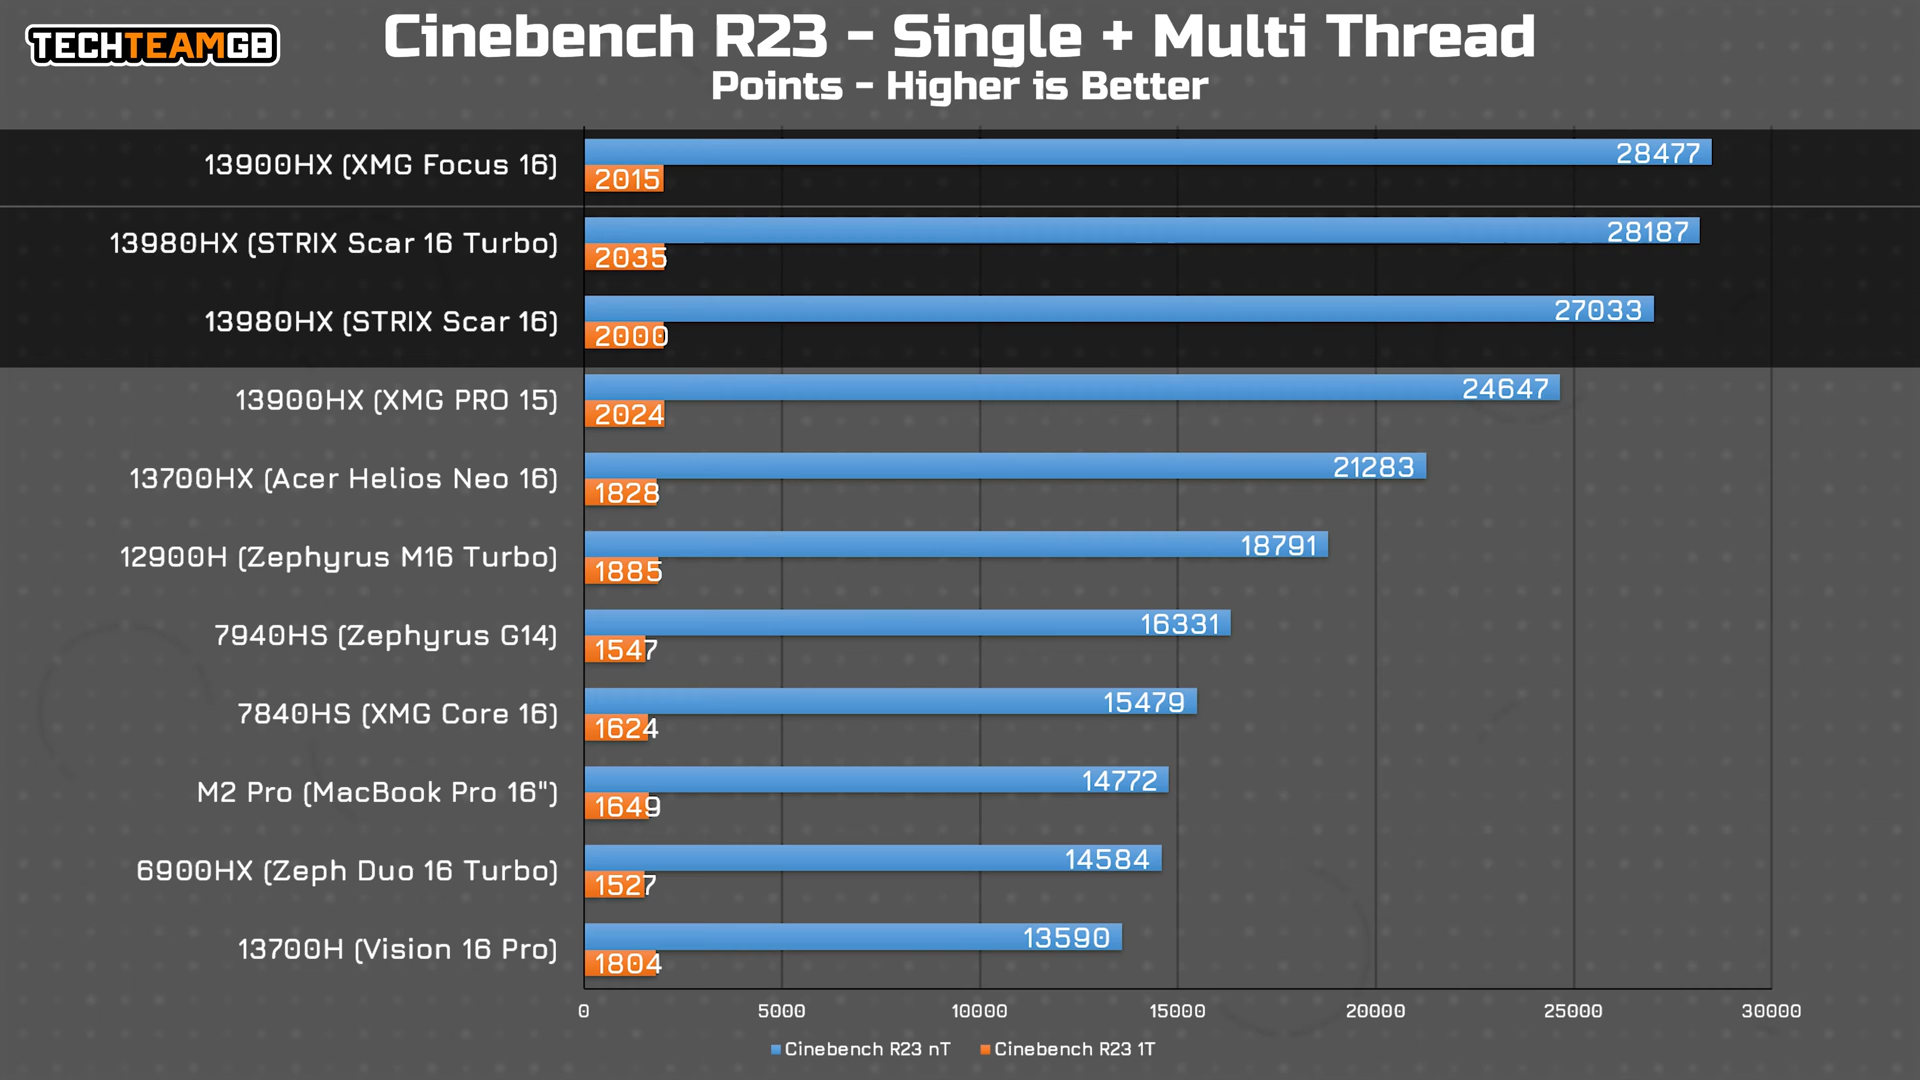 TECHTEAMGB
Cinebench R23 - Single + Multi Thread
Points - Higher is Better
13900HX (XMG Focus 16)
28477
2015
13980HX (STRIX Scar 16 Turbo)
28187
2035
13980HX (STRIX Scar 16)
27033
2000
13900HX (XMG PRO 15)
24647
2024
13700HX (Acer Helios Neo 16)
21283
1828
12900H (Zephyrus M16 Turbo)
18791
1885
7940HS (Zephyrus G14)
16331
1547
7840HS (XMG Core 16)
15479
1624
M2 Pro (MacBook Pro 16")
14772
1649
6900HX (Zeph Duo 16 Turbo)
14584
1527
13700H (Vision 16 Pro)
13590
1804
0 5000 10000 15000 20000 25000 30000
Cinebench R23 nT Cinebench R23 1T